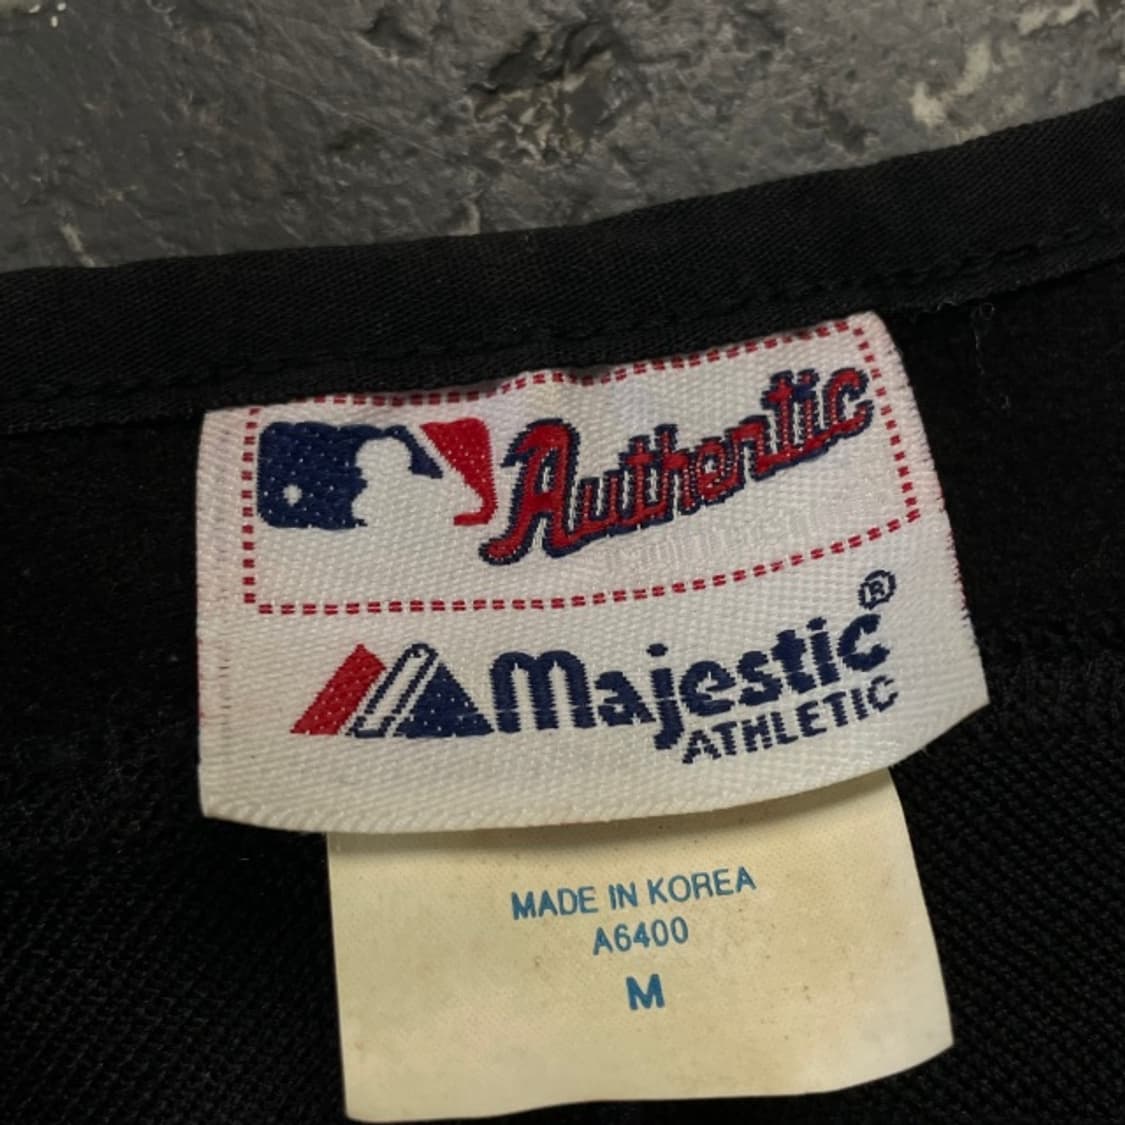 Authentic
Majestic®
ATHLETIC
MADE IN KOREA
A6400
M